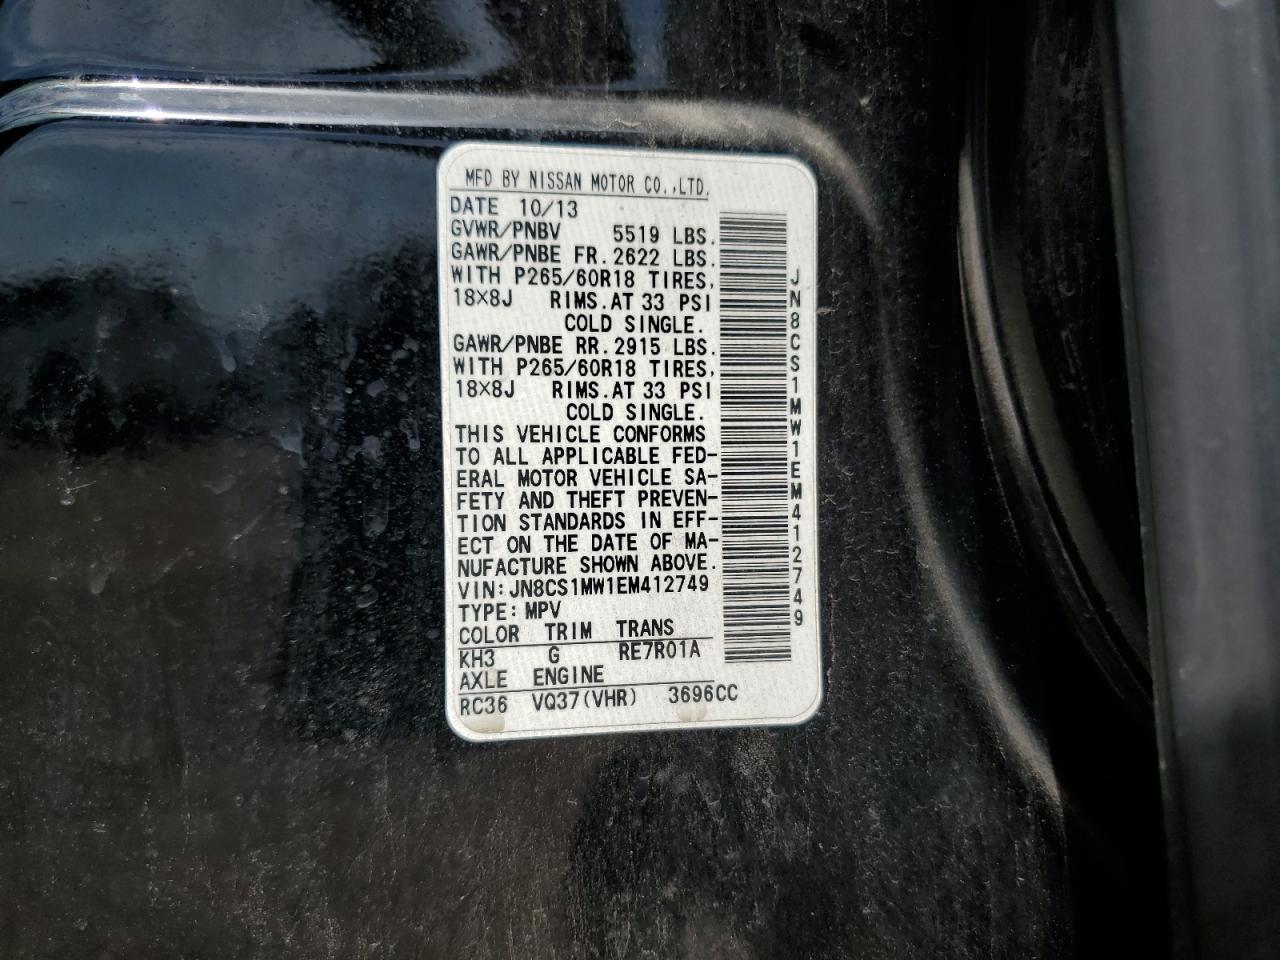 MFD BY NISSAN MOTOR CO.,LTD.
DATE 10/13
GVWR/PNBV 5519 LBS.
GAWR/PNBE FR. 2622 LBS.
WITH P265/60R18 TIRES,
18×8J RIMS.AT 33 PSI
COLD SINGLE.
GAWR/PNBE RR. 2915 LBS.
WITH P265/60R18 TIRES,
18×8J RIMS.AT 33 PSI
COLD SINGLE.
THIS VEHICLE CONFORMS
TO ALL APPLICABLE FED-
ERAL MOTOR VEHICLE SA-
FETY AND THEFT PREVEN-
TION STANDARDS IN EFF-
ECT ON THE DATE OF MA-
NUFACTURE SHOWN ABOVE.
VIN: JN8CS1MW1EM412749
TYPE: MPV
COLOR TRIM TRANS
KH3 G RE7R01A
AXLE ENGINE
RC36 VQ37(VHR) 3696CC
JN8CS1MW1EM412749